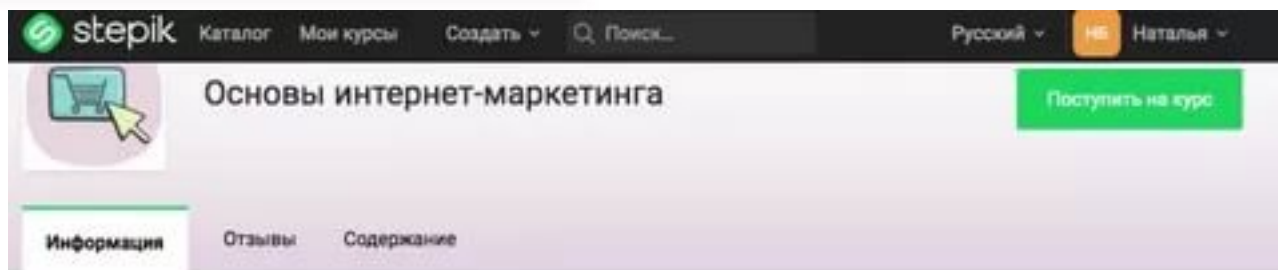 stepik Каталог Мои курсы Создать Поиск... Русский НБ Наталья
Основы интернет-маркетинга
Поступить на курс
Информация Отзывы Содержание